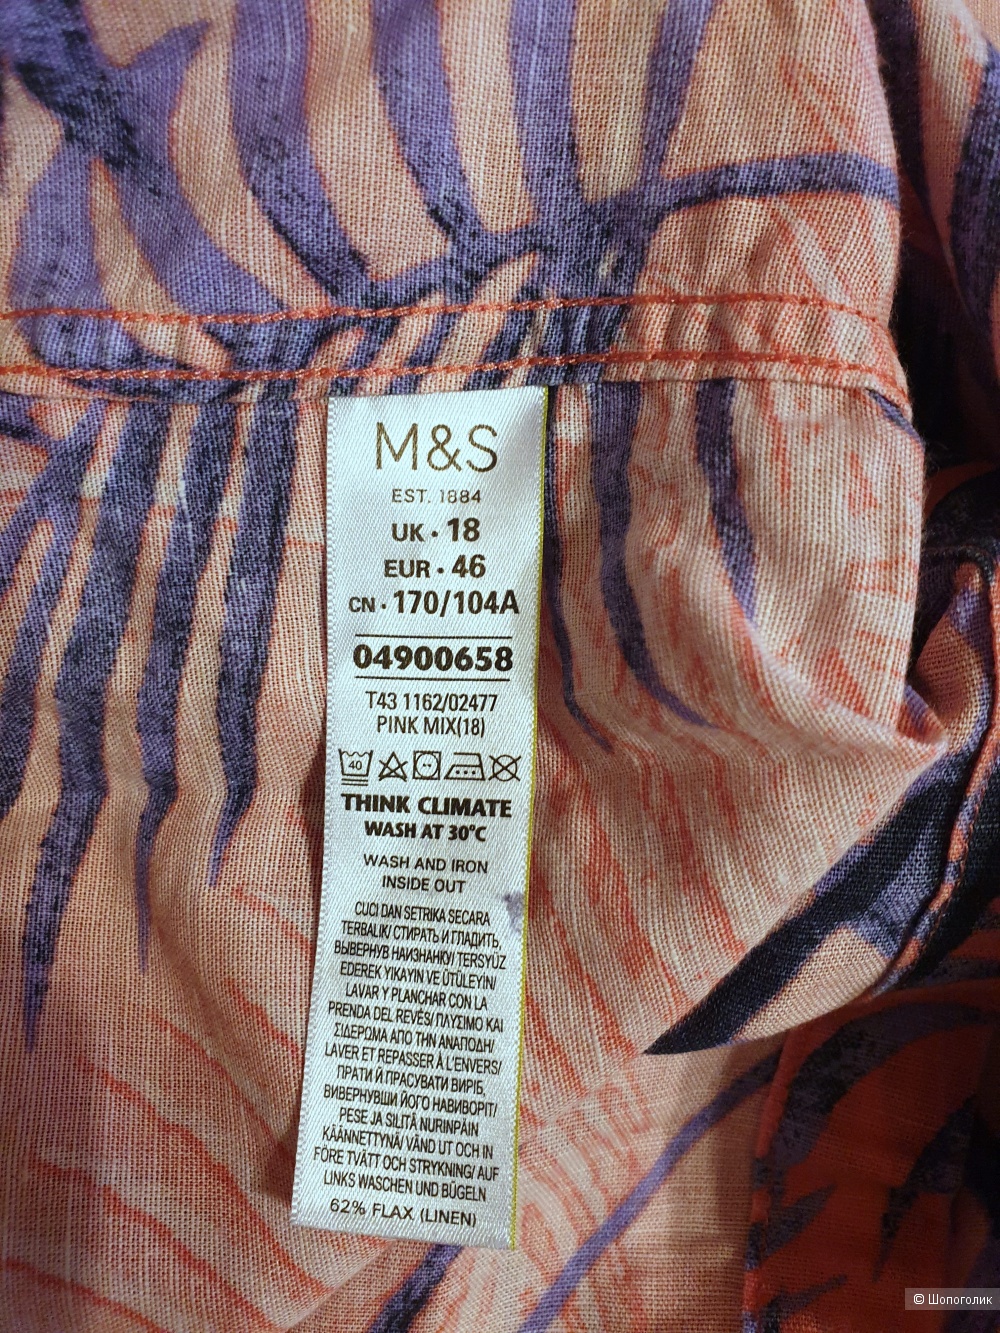 M&S
EST. 1884
UK · 18
EUR · 46
CN · 170/104A
04900658
T43 1162/02477
PINK MIX(18)
40
THINK CLIMATE
WASH AT 30°C
WASH AND IRON
INSIDE OUT
CUCI DAN SETRIKA SECARA
TERBALIK/ СТИРАТЬ И ГЛАДИТЬ,
ВЫВЕРНУВ НАИЗНАНКУ/ TERSYÜZ
EDEREK YIKAYIN VE ÜTÜLEYIN/
LAVAR Y PLANCHAR CON LA
PRENDA DEL REVÉS/ ΠΛΥΣΙΜΟ ΚΑΙ
ΣΙΔΕΡΩΜΑ ΑΠΟ ΤΗΝ ΑΝΑΠΟΔΗ/
LAVER ET REPASSER À L'ENVERS/
ПРАТИ Й ПРАСУВАТИ ВИРІБ,
ВИВЕРНУВШИ ЙОГО НАВИВОРІТ/
PESE JA SILITÄ NURINPÄIN
KÄÄNNETTYNÄ/ VÄND UT OCH IN
FÖRE TVÄTT OCH STRYKNING/ AUF
LINKS WASCHEN UND BÜGELN
62% FLAX (LINEN)
© Шопоголик